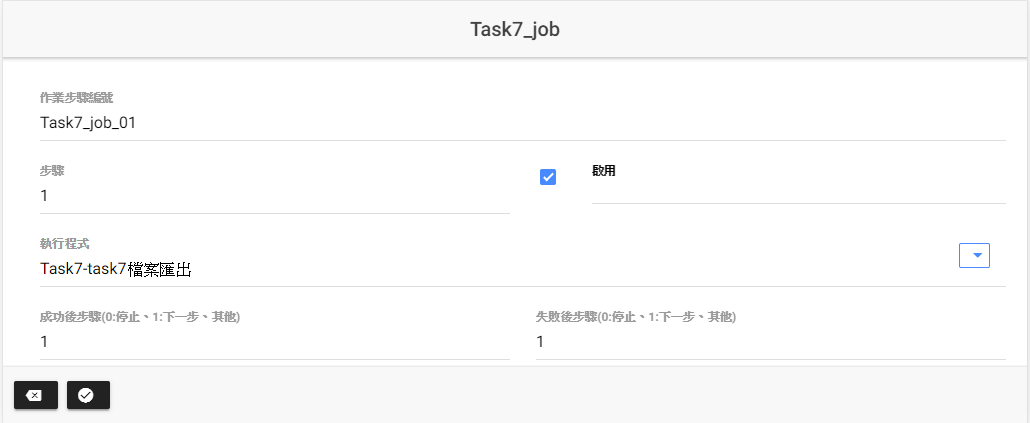 Task7_job
作業步驟編號
Task7_job_01
步驟
1
啟用
執行程式
Task7-task7檔案匯出
成功後步驟(0:停止、1:下一步、其他)
1
失敗後步驟(0:停止、1:下一步、其他)
1